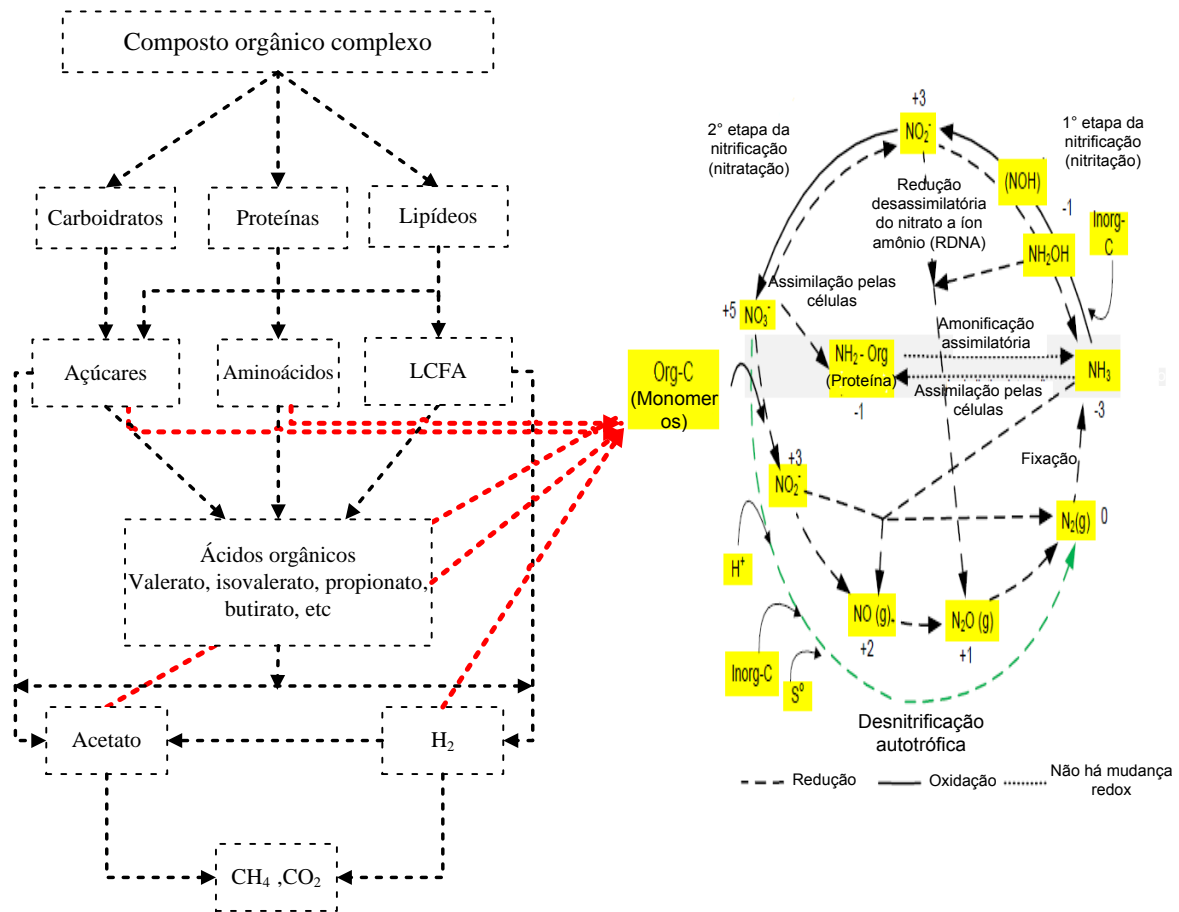 Composto orgânico complexo
Carboidratos
Proteínas
Lipídeos
Açúcares
Aminoácidos
LCFA
Ácidos orgânicos
Valerato, isovalerato, propionato,
butirato, etc
Acetato
H2
CH4 ,CO2
Org-C
(Monomer
os)
+3
NO2-
2° etapa da
nitrificação
(nitratação)
1° etapa da
nitrificação
(nitritação)
(NOH)
-1
Redução
desassimilatória
do nitrato a íon
amônio (RDNA)
Inorg-
C
NH2OH
Assimilação pelas
células
+5
NO3-
Amonificação
assimilatória
NH2 - Org
(Proteína)
-1
Assimilação pelas
células
NH3
-3
+3
NO2-
Fixação
N2(g)
0
H+
NO (g)-
+2
N2O (g)
+1
Inorg-C
S0
Desnitrificação
autotrófica
Redução
Oxidação
Não há mudança
redox